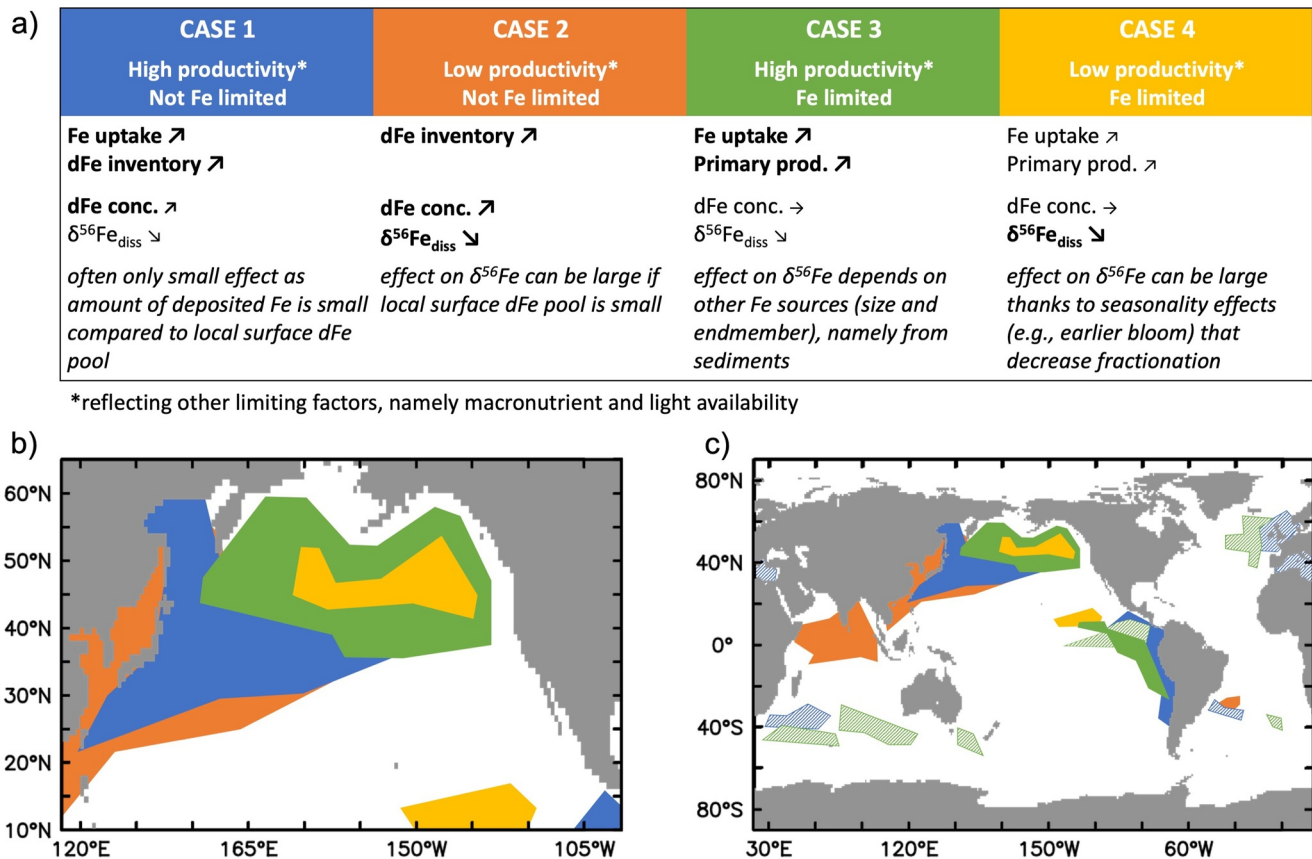 a)
CASE 1
High productivity*
Not Fe limited
CASE 2
Low productivity*
Not Fe limited
CASE 3
High productivity*
Fe limited
CASE 4
Low productivity*
Fe limited
Fe uptake ↗
dFe inventory ↗
dFe conc. ↗
δ⁵⁶Fe_diss ↘
often only small effect as
amount of deposited Fe is small
compared to local surface dFe
pool
dFe inventory ↗
dFe conc. ↗
δ⁵⁶Fe_diss ↘
effect on δ⁵⁶Fe can be large if
local surface dFe pool is small
Fe uptake ↗
Primary prod. ↗
dFe conc. →
δ⁵⁶Fe_diss ↘
effect on δ⁵⁶Fe depends on
other Fe sources (size and
endmember), namely from
sediments
Fe uptake ↗
Primary prod. ↗
dFe conc. →
δ⁵⁶Fe_diss ↘
effect on δ⁵⁶Fe can be large
thanks to seasonality effects
(e.g., earlier bloom) that
decrease fractionation
*reflecting other limiting factors, namely macronutrient and light availability
b)
60°N
50°N
40°N
30°N
20°N
10°N
120°E
165°E
150°W
105°W
c)
80°N
40°N
0°
40°S
80°S
30°E
120°E
150°W
60°W